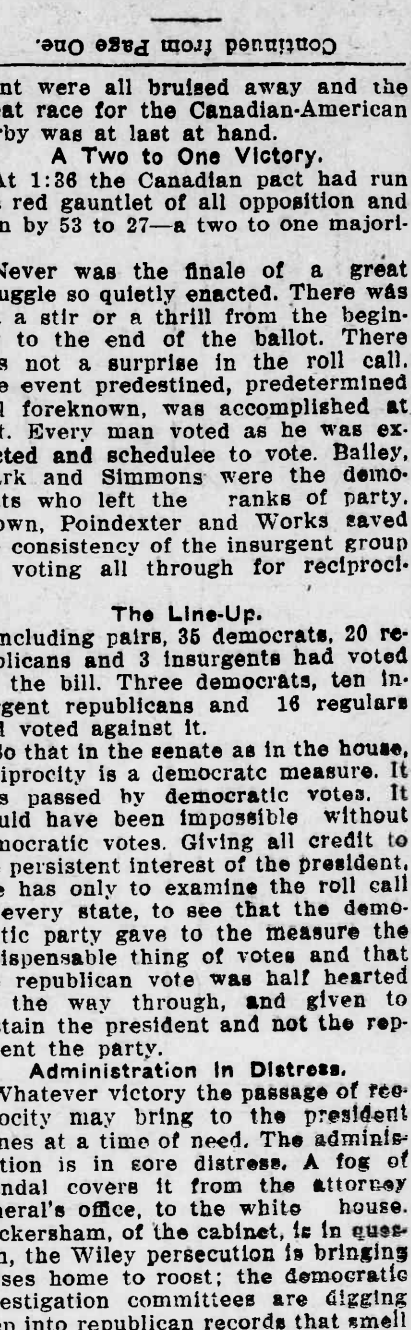 Continued from Page One.
nt were all bruised away and the
at race for the Canadian-American
rby was at last at hand.
A Two to One Victory.
At 1:36 the Canadian pact had run
red gauntlet of all opposition and
n by 53 to 27—a two to one majori-
Never was the finale of a great
uggle so quietly enacted. There was
a stir or a thrill from the begin-
to the end of the ballot. There
s not a surprise in the roll call.
e event predestined, predetermined
d foreknown, was accomplished at
t. Every man voted as he was ex-
cted and schedulee to vote. Bailey,
ark and Simmons were the demo-
ts who left the ranks of party.
own, Poindexter and Works saved
consistency of the insurgent group
voting all through for reciproci-
The Line-Up.
ncluding pairs, 35 democrats, 20 re-
blicans and 3 insurgents had voted
the bill. Three democrats, ten in-
rgent republicans and 16 regulars
d voted against it.
So that in the senate as in the house,
iprocity is a democratc measure. It
s passed by democratic votes. It
uld have been impossible without
mocratic votes. Giving all credit to
persistent interest of the president,
e has only to examine the roll call
every state, to see that the demo-
tic party gave to the measure the
ispensable thing of votes and that
republican vote was half hearted
the way through, and given to
stain the president and not the rep-
ent the party.
Administration in Distress.
Whatever victory the passage of rec-
ocity may bring to the president
nes at a time of need. The adminis-
tion is in sore distress. A fog of
ndal covers it from the attorney
neral's office, to the white house.
ckersham, of the cabinet, is in ques-
n, the Wiley persecution is bringing
ses home to roost; the democratic
estigation committees are digging
en into republican records that smell